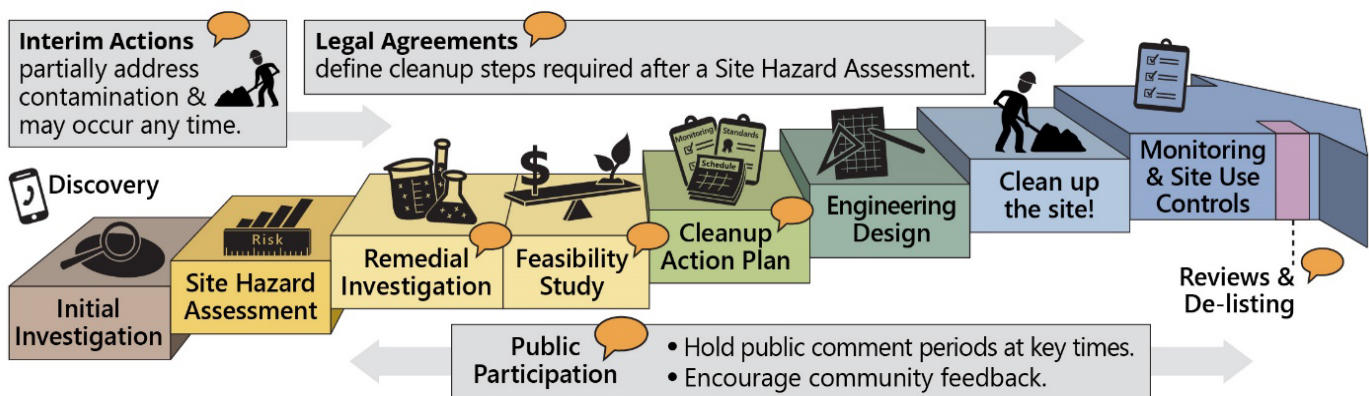 Interim Actions
partially address
contamination &
may occur any time.
Legal Agreements
define cleanup steps required after a Site Hazard Assessment.
Discovery
Initial
Investigation
Risk
Site Hazard
Assessment
Remedial
Investigation
$
Feasibility
Study
Monitoring
Standards
Schedule
Cleanup
Action Plan
Engineering
Design
Clean up
the site!
Monitoring
& Site Use
Controls
Reviews &
De-listing
Public
Participation
• Hold public comment periods at key times.
• Encourage community feedback.